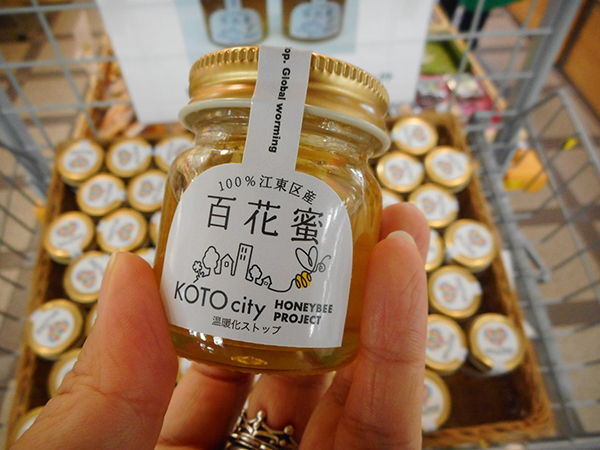 op. Global worming
100%江東区産
百花蜜
KOTO city
HONEYBEE
PROJECT
温暖化ストップ